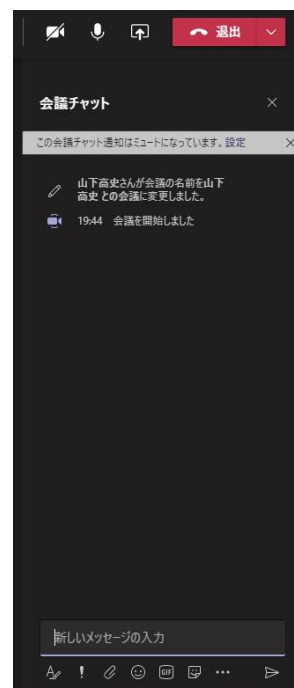 退出
会議チャット
この会議チャット通知はミュートになっています。設定
山下高史さんが会議の名前を山下
高史 との会議に変更しました。
19:44 会議を開始しました
新しいメッセージの入力
GIF